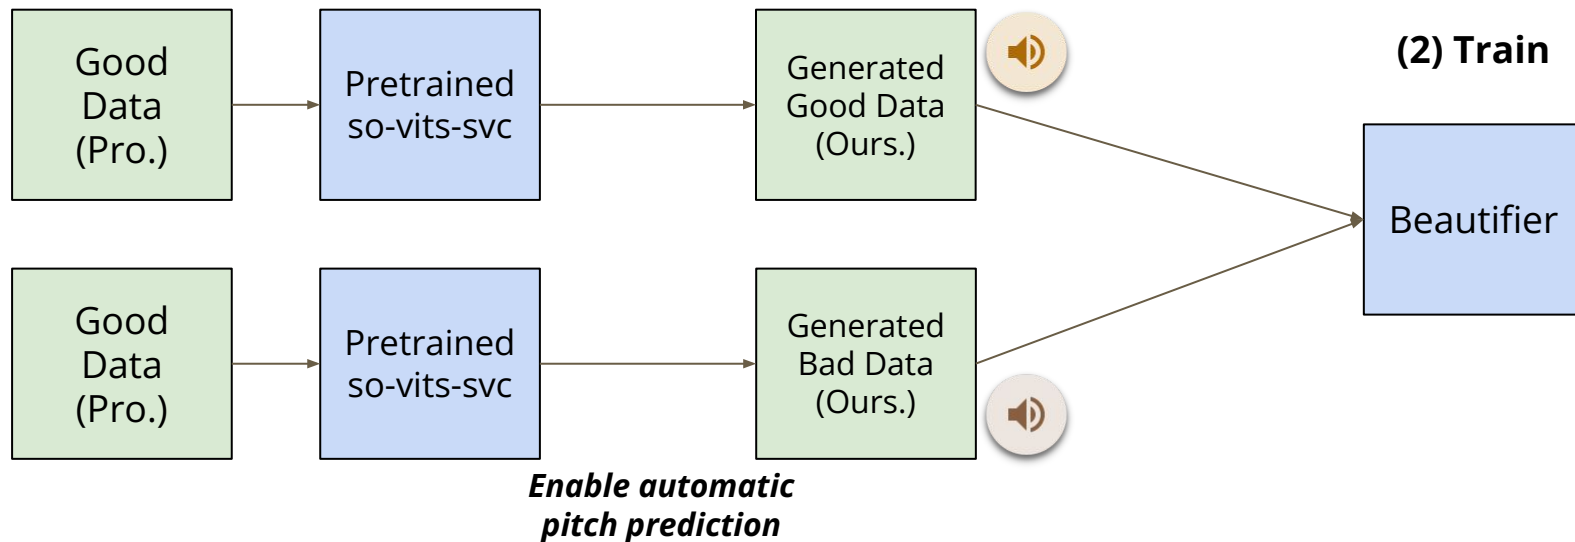 Good
Data
(Pro.)
Pretrained
so-vits-svc
Generated
Good Data
(Ours.)
(2) Train
Beautifier
Good
Data
(Pro.)
Pretrained
so-vits-svc
Generated
Bad Data
(Ours.)
Enable automatic
pitch prediction